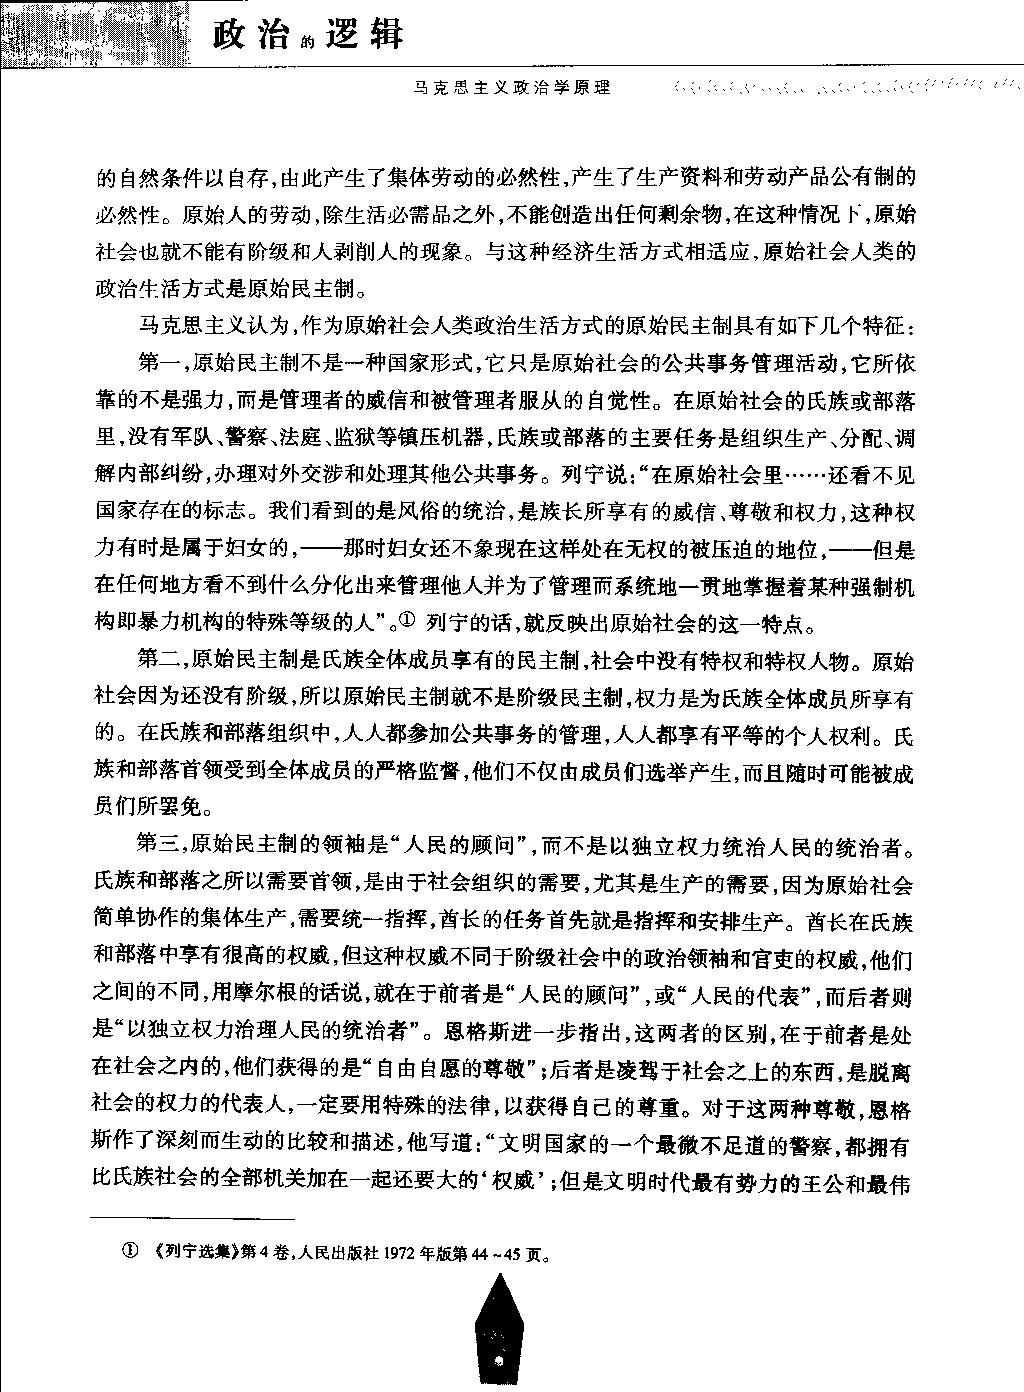 政治的逻辑
马克思主义政治学原理
的自然条件以自存,由此产生了集体劳动的必然性,产生了生产资料和劳动产品公有制的
必然性。原始人的劳动,除生活必需品之外,不能创造出任何剩余物,在这种情况下,原始
社会也就不能有阶级和人剥削人的现象。与这种经济生活方式相适应,原始社会人类的
政治生活方式是原始民主制。
马克思主义认为,作为原始社会人类政治生活方式的原始民主制具有如下几个特征:
第一,原始民主制不是一种国家形式,它只是原始社会的公共事务管理活动,它所依
靠的不是强力,而是管理者的威信和被管理者服从的自觉性。在原始社会的氏族或部落
里,没有军队、警察、法庭、监狱等镇压机器,氏族或部落的主要任务是组织生产、分配、调
解内部纠纷,办理对外交涉和处理其他公共事务。列宁说:“在原始社会里……还看不见
国家存在的标志。我们看到的是风俗的统治,是族长所享有的威信、尊敬和权力,这种权
力有时是属于妇女的,——那时妇女还不象现在这样处在无权的被压迫的地位,——但是
在任何地方看不到什么分化出来管理他人并为了管理而系统地一贯地掌握着某种强制机
构即暴力机构的特殊等级的人”。① 列宁的话,就反映出原始社会的这一特点。
第二,原始民主制是氏族全体成员享有的民主制,社会中没有特权和特权人物。原始
社会因为还没有阶级,所以原始民主制就不是阶级民主制,权力是为氏族全体成员所享有
的。在氏族和部落组织中,人人都参加公共事务的管理,人人都享有平等的个人权利。氏
族和部落首领受到全体成员的严格监督,他们不仅由成员们选举产生,而且随时可能被成
员们所罢免。
第三,原始民主制的领袖是“人民的顾问”,而不是以独立权力统治人民的统治者。
氏族和部落之所以需要首领,是由于社会组织的需要,尤其是生产的需要,因为原始社会
简单协作的集体生产,需要统一指挥,酋长的任务首先就是指挥和安排生产。酋长在氏族
和部落中享有很高的权威,但这种权威不同于阶级社会中的政治领袖和官吏的权威,他们
之间的不同,用摩尔根的话说,就在于前者是“人民的顾问”,或“人民的代表”,而后者则
是“以独立权力治理人民的统治者”。恩格斯进一步指出,这两者的区别,在于前者是处
在社会之内的,他们获得的是“自由自愿的尊敬”;后者是凌驾于社会之上的东西,是脱离
社会的权力的代表人,一定要用特殊的法律,以获得自己的尊重。对于这两种尊敬,恩格
斯作了深刻而生动的比较和描述,他写道:“文明国家的一个最微不足道的警察,都拥有
比氏族社会的全部机关加在一起还要大的‘权威’;但是文明时代最有势力的王公和最伟
① 《列宁选集》第4卷,人民出版社1972年版第44~45页。